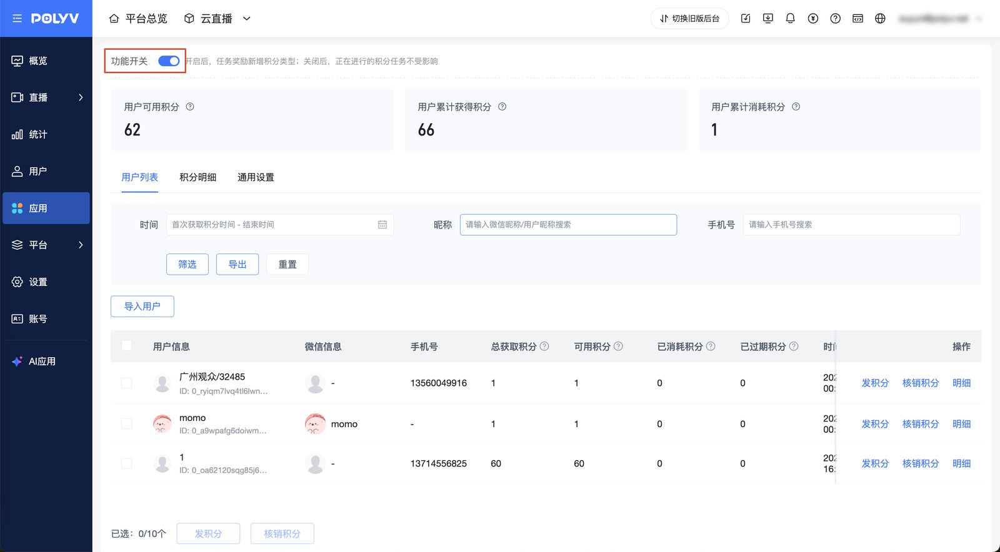 POLYV
平台总览
云直播
切换旧版后台
概览
直播
统计
用户
应用
平台
设置
账号
AI应用
功能开关
开启后，任务奖励新增积分类型；关闭后，正在进行的积分任务不受影响
用户可用积分
62
用户累计获得积分
66
用户累计消耗积分
1
用户列表 积分明细 通用设置
时间 首次获取积分时间 - 结束时间
昵称 请输入微信昵称/用户昵称搜索
手机号 请输入手机号搜索
筛选 导出 重置
导入用户
用户信息 微信信息 手机号 总获取积分 可用积分 已消耗积分 已过期积分 时 操作
广州观众/32485
ID: 0_ryiqm7lvq4tl6lwn...
- 13560049916 1 1 0 0
202
00:
发积分 核销积分 明细
momo
ID: 0_a9wpafg6doiwm...
momo - 1 1 0 0
202
00:
发积分 核销积分 明细
1
ID: 0_oa62120sqg85j6...
- 13714556825 60 60 0 0
202
16:
发积分 核销积分 明细
已选：0/10个 发积分 核销积分